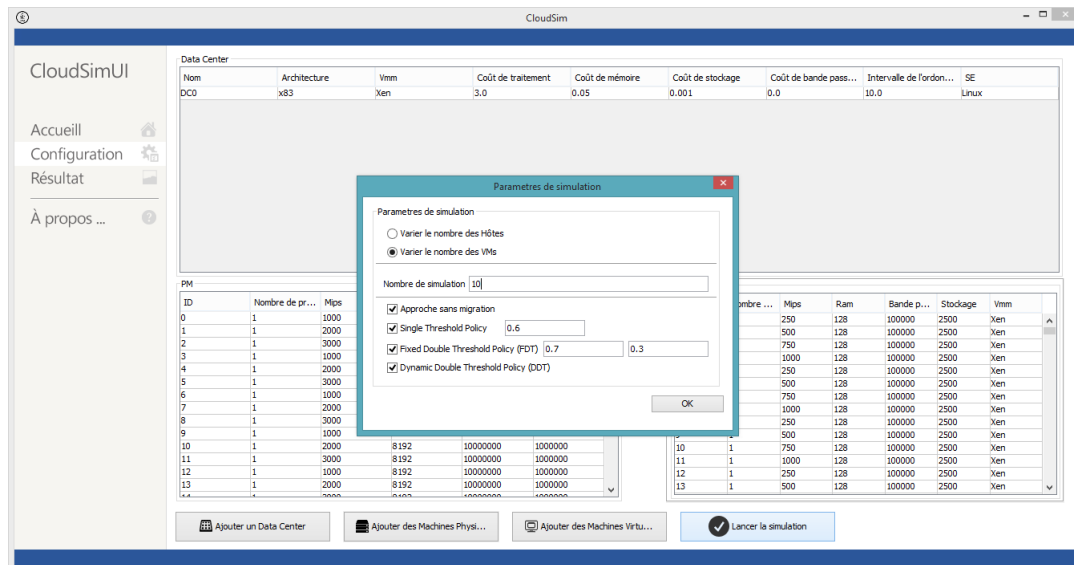 CloudSim
CloudSimUI
Accueill
Configuration
Résultat
À propos ...
Data Center
Nom Architecture Vmm Coût de traitement Coût de mémoire Coût de stockage Coût de bande pass... Intervalle de l'ordon... SE
DC0 x83 Xen 3.0 0.05 0.001 0.0 10.0 Linux
Parametres de simulation
Parametres de simulation
Varier le nombre des Hôtes
Varier le nombre des VMs
Nombre de simulation 10
Approche sans migration
Single Threshold Policy 0.6
Fixed Double Threshold Policy (FDT) 0.7 0.3
Dynamic Double Threshold Policy (DDT)
OK
PM
ID Nombre de pr... Mips
0 1 1000
1 1 2000
2 1 3000
3 1 1000
4 1 2000
5 1 3000
6 1 1000
7 1 2000
8 1 3000
9 1 1000
10 1 2000 8192 10000000 1000000
11 1 3000 8192 10000000 1000000
12 1 1000 8192 10000000 1000000
13 1 2000 8192 10000000 1000000
Mips Ram Bande p... Stockage Vmm
250 128 100000 2500 Xen
500 128 100000 2500 Xen
750 128 100000 2500 Xen
1000 128 100000 2500 Xen
250 128 100000 2500 Xen
500 128 100000 2500 Xen
750 128 100000 2500 Xen
1000 128 100000 2500 Xen
250 128 100000 2500 Xen
500 128 100000 2500 Xen
10 1 750 128 100000 2500 Xen
11 1 1000 128 100000 2500 Xen
12 1 250 128 100000 2500 Xen
13 1 500 128 100000 2500 Xen
Ajouter un Data Center
Ajouter des Machines Physi...
Ajouter des Machines Virtu...
Lancer la simulation